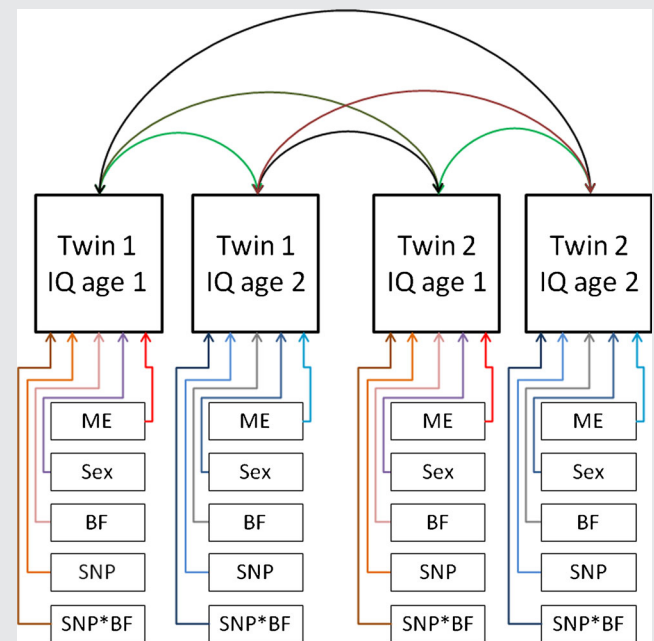 Twin 1
IQ age 1
Twin 1
IQ age 2
Twin 2
IQ age 1
Twin 2
IQ age 2
ME
ME
ME
ME
Sex
Sex
Sex
Sex
BF
BF
BF
BF
SNP
SNP
SNP
SNP
SNP*BF
SNP*BF
SNP*BF
SNP*BF